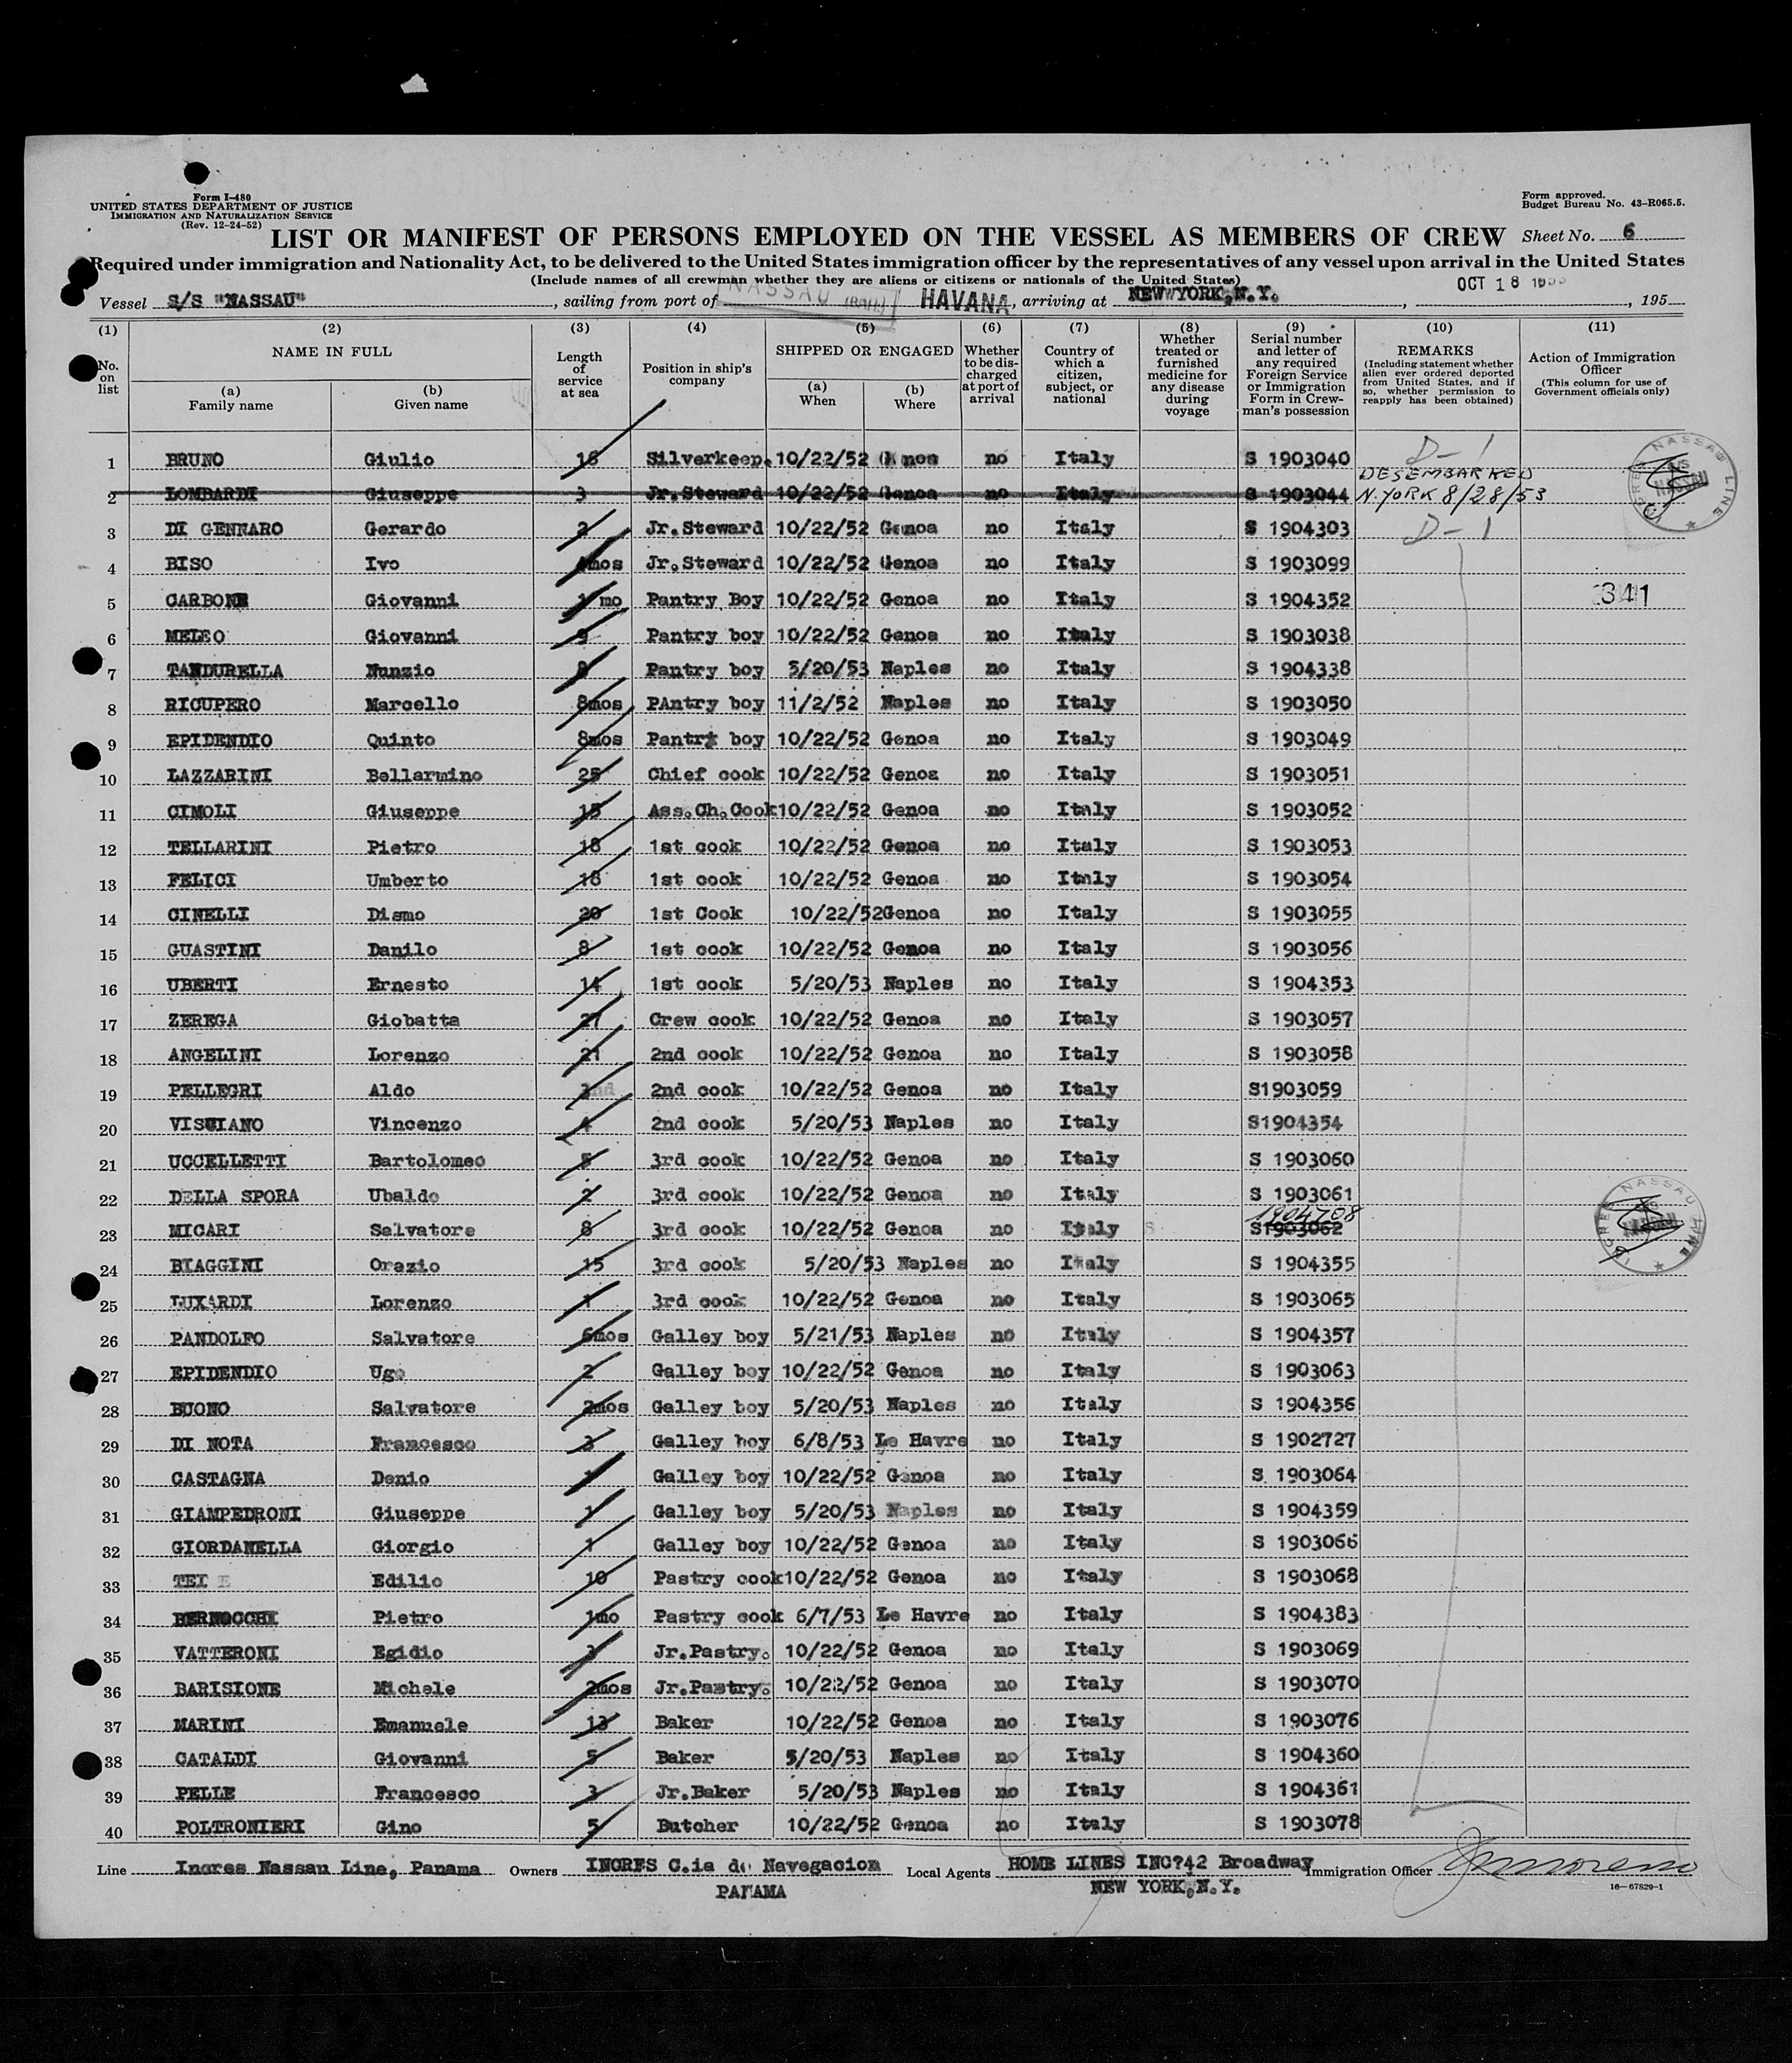 Form I-480
UNITED STATES DEPARTMENT OF JUSTICE
IMMIGRATION AND NATURALIZATION SERVICE
(Rev. 12-24-52)
Form approved.
Budget Bureau No. 43-R065.5.
LIST OR MANIFEST OF PERSONS EMPLOYED ON THE VESSEL AS MEMBERS OF CREW Sheet No. 6
Required under immigration and Nationality Act, to be delivered to the United States immigration officer by the representatives of any vessel upon arrival in the United States
(Include names of all crewman whether they are aliens or citizens or nationals of the United States)
Vessel S/S "NASSAU", sailing from port of NASSAU (BAH.) HAVANA, arriving at NEW YORK, N.Y., OCT 18 1953, 195
(1) (2) (3) (4) (5) (6) (7) (8) (9) (10) (11)
No. on list
NAME IN FULL
(a) Family name
(b) Given name
Length of service at sea
Position in ship's company
SHIPPED OR ENGAGED
(a) When
(b) Where
Whether to be discharged at port of arrival
Country of which a citizen, subject, or national
Whether treated or furnished medicine for any disease during voyage
Serial number and letter of any required Foreign Service or Immigration Form in Crewman's possession
REMARKS
(Including statement whether alien ever ordered deported from United States, and if so, whether permission to reapply has been obtained)
Action of Immigration Officer
(This column for use of Government officials only)
1 BRUNO Giulio 18 Silverkeep. 10/22/52 Genoa no Italy S 1903040 D-1
2 LOMBARDI Giuseppe 3 Jr.Steward 10/22/52 Genoa no Italy S 1903044 DESEMBARKED N.YORK 8/28/53
3 DI GENNARO Gerardo 2 Jr.Steward 10/22/52 Genoa no Italy S 1904303 D-1
4 BISO Ivo mos Jr.Steward 10/22/52 Genoa no Italy S 1903099
5 CARBONE Giovanni 1 mo Pantry Boy 10/22/52 Genoa no Italy S 1904352 341
6 MELEO Giovanni 9 Pantry boy 10/22/52 Genoa no Italy S 1903038
7 TANDURELLA Nunzio Pantry boy 5/20/53 Naples no Italy S 1904338
8 RICUPERO Marcello 8mos PAntry boy 11/2/52 Naples no Italy S 1903050
9 EPIDENDIO Quinto 8mos Pantry boy 10/22/52 Genoa no Italy S 1903049
10 LAZZARINI Bellarmino 25 Chief cook 10/22/52 Genoa no Italy S 1903051
11 CIMOLI Giuseppe 15 Ass.Ch.Cook 10/22/52 Genoa no Italy S 1903052
12 TELLARINI Pietro 18 1st cook 10/22/52 Genoa no Italy S 1903053
13 FELICI Umberto 18 1st cook 10/22/52 Genoa no Italy S 1903054
14 CINELLI Dismo 20 1st Cook 10/22/52 Genoa no Italy S 1903055
15 GUASTINI Danilo 8 1st cook 10/22/52 Genoa no Italy S 1903056
16 UBERTI Ernesto 14 1st cook 5/20/53 Naples no Italy S 1904353
17 ZEREGA Giobatta 27 Crew cook 10/22/52 Genoa no Italy S 1903057
18 ANGELINI Lorenzo 21 2nd cook 10/22/52 Genoa no Italy S 1903058
19 PELLEGRI Aldo 2nd cook 10/22/52 Genoa no Italy S1903059
20 VISCIANO Vincenzo 4 2nd cook 5/20/53 Naples no Italy S1904354
21 UCCELLETTI Bartolomeo 5 3rd cook 10/22/52 Genoa no Italy S 1903060
22 DELLA SPORA Ubaldo 2 3rd cook 10/22/52 Genoa no Italy S 1903061
23 MICARI Salvatore 8 3rd cook 10/22/52 Genoa no Italy S1903062 1904708
24 BIAGGINI Orazio 15 3rd cook 5/20/53 Naples no Italy S 1904355
25 LUXARDI Lorenzo 1 3rd cook 10/22/52 Genoa no Italy S 1903065
26 PANDOLFO Salvatore 6mos Galley boy 5/21/53 Naples no Italy S 1904357
27 EPIDENDIO Ugo 2 Galley boy 10/22/52 Genoa no Italy S 1903063
28 BUONO Salvatore 2mos Galley boy 5/20/53 Naples no Italy S 1904356
29 DI NOTA Francesco 3 Galley boy 6/8/53 Le Havre no Italy S 1902727
30 CASTAGNA Denio 1 Galley boy 10/22/52 Genoa no Italy S 1903064
31 GIAMPEDRONI Giuseppe 1 Galley boy 5/20/53 Naples no Italy S 1904359
32 GIORDANELLA Giorgio 1 Galley boy 10/22/52 Genoa no Italy S 1903066
33 TEI Edilio 10 Pastry cook 10/22/52 Genoa no Italy S 1903068
34 BERNOCCHI Pietro 1mo Pastry cook 6/7/53 Le Havre no Italy S 1904383
35 VATTERONI Egidio 3 Jr.Pastry. 10/22/52 Genoa no Italy S 1903069
36 BARISIONE Michele 2mos Jr.Pastry. 10/22/52 Genoa no Italy S 1903070
37 MARINI Emanuele 13 Baker 10/22/52 Genoa no Italy S 1903076
38 CATALDI Giovanni 5 Baker 5/20/53 Naples no Italy S 1904360
39 PELLE Francesco 3 Jr.Baker 5/20/53 Naples no Italy S 1904361
40 POLTRONIERI Gino 5 Butcher 10/22/52 Genoa no Italy S 1903078
Line Ingres Nassau Line, Panama Owners INGRES C.ia de Navegacion PANAMA Local Agents HOME LINES INC?42 Broadway NEW YORK,N.Y. Immigration Officer
16-67829-1